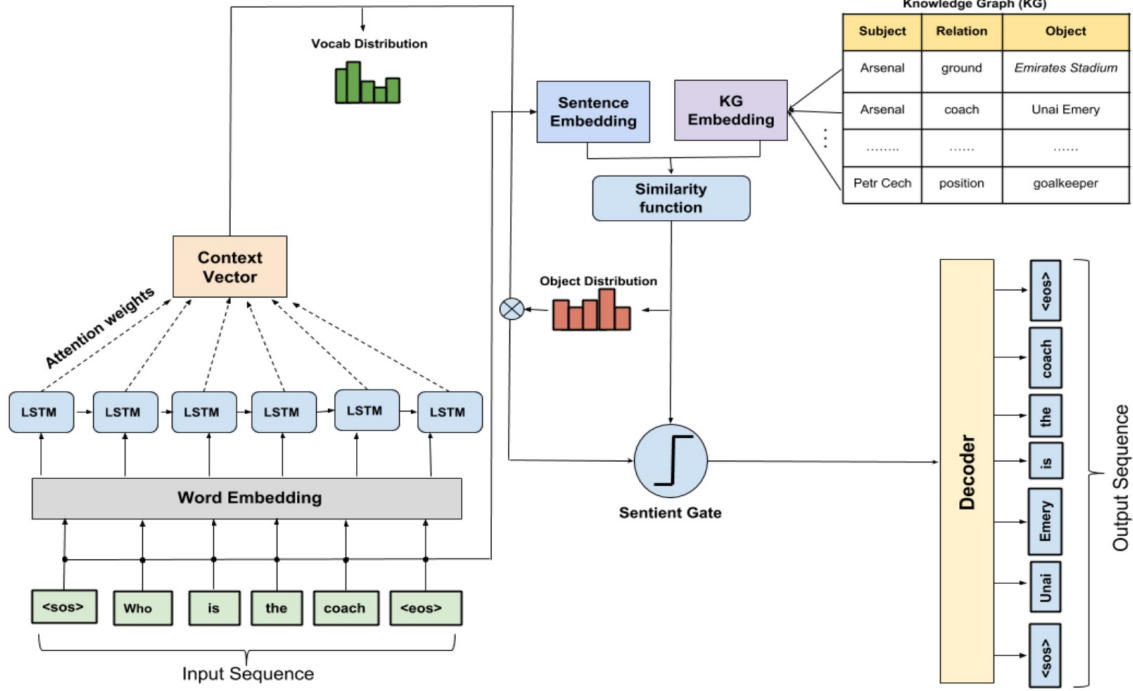 Knowledge Graph (KG)
Subject Relation Object
Arsenal ground Emirates Stadium
Arsenal coach Unai Emery
........ ...... ......
Petr Cech position goalkeeper
Vocab Distribution
Sentence
Embedding
KG
Embedding
Similarity
function
Context
Vector
Attention weights
Object Distribution
LSTM LSTM LSTM LSTM LSTM LSTM
Word Embedding
Sentient Gate
<sos> Who is the coach <eos>
Input Sequence
Decoder
<eos>
coach
the
is
Emery
Unai
<sos>
Output Sequence